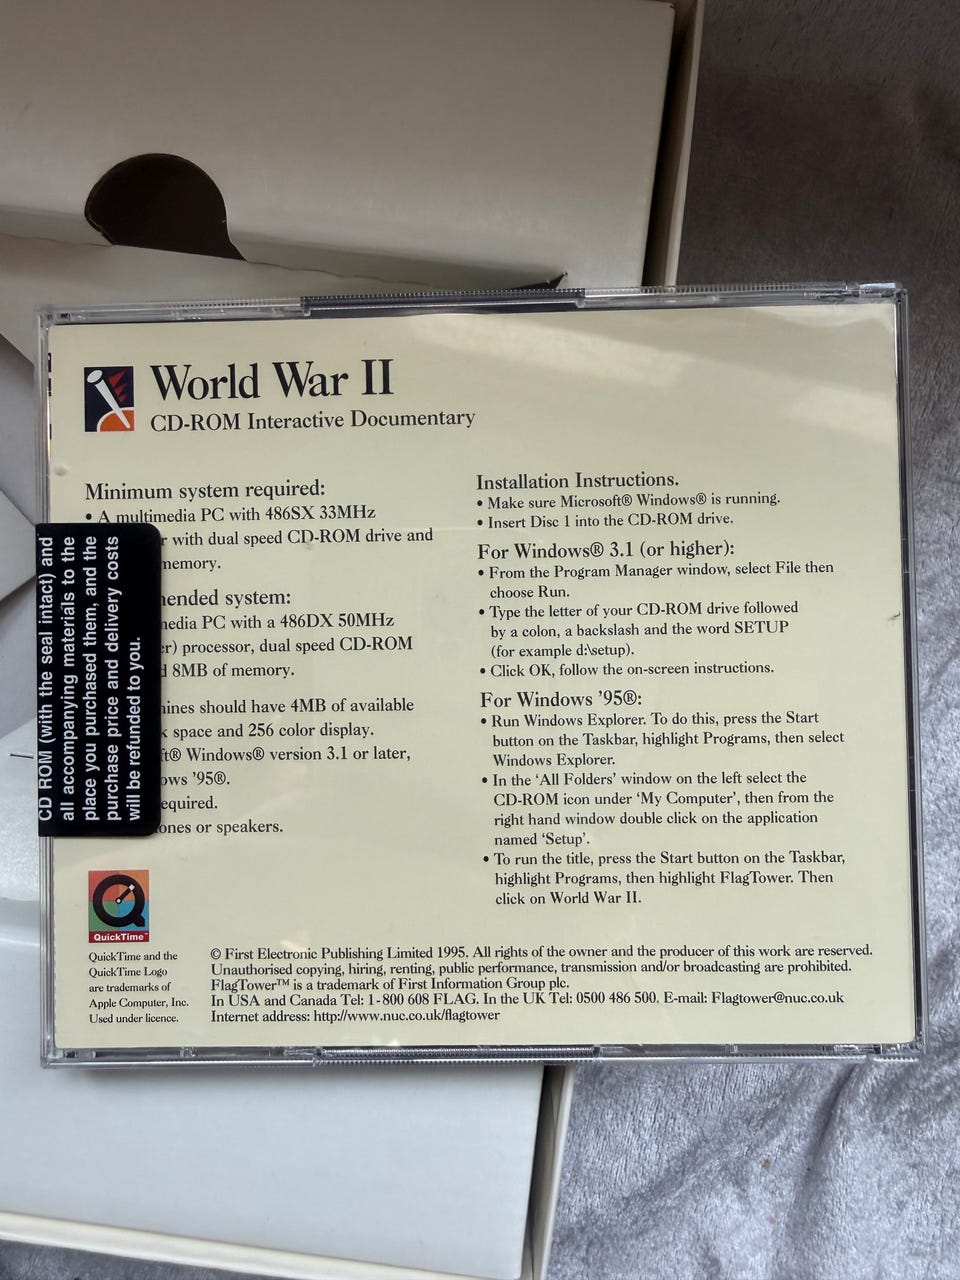 World War II
CD-ROM Interactive Documentary
Minimum system required:
• A multimedia PC with 486SX 33MHz
with dual speed CD-ROM drive and
memory.
system:
PC with a 486DX 50MHz
processor, dual speed CD-ROM
8MB of memory.
should have 4MB of available
space and 256 color display.
Windows® version 3.1 or later,
'95®.
or speakers.
CD ROM (with the seal intact) and
all accompanying materials to the
place you purchased them, and the
purchase price and delivery costs
will be refunded to you.
Installation Instructions.
• Make sure Microsoft® Windows® is running.
• Insert Disc 1 into the CD-ROM drive.
For Windows® 3.1 (or higher):
• From the Program Manager window, select File then
choose Run.
• Type the letter of your CD-ROM drive followed
by a colon, a backslash and the word SETUP
(for example d:\setup).
• Click OK, follow the on-screen instructions.
For Windows '95®:
• Run Windows Explorer. To do this, press the Start
button on the Taskbar, highlight Programs, then select
Windows Explorer.
• In the 'All Folders' window on the left select the
CD-ROM icon under 'My Computer', then from the
right hand window double click on the application
named 'Setup'.
• To run the title, press the Start button on the Taskbar,
highlight Programs, then highlight FlagTower. Then
click on World War II.
QuickTime™
QuickTime and the
QuickTime Logo
are trademarks of
Apple Computer, Inc.
Used under licence.
© First Electronic Publishing Limited 1995. All rights of the owner and the producer of this work are reserved.
Unauthorised copying, hiring, renting, public performance, transmission and/or broadcasting are prohibited.
FlagTower™ is a trademark of First Information Group plc.
In USA and Canada Tel: 1-800 608 FLAG. In the UK Tel: 0500 486 500. E-mail: Flagtower@nuc.co.uk
Internet address: http://www.nuc.co.uk/flagtower